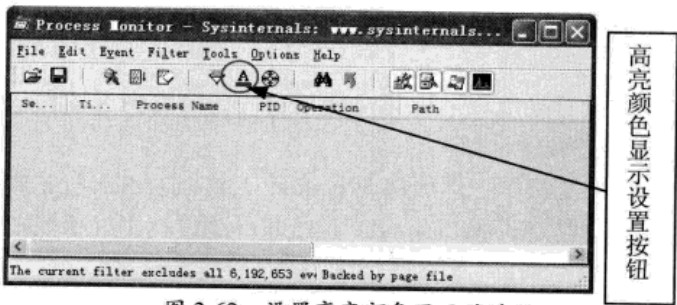 Process Monitor - Sysinternals: www.sysinternals...
File Edit Event Filter Tools Options Help
A
Se... Ti... Process Name PID Operation Path
The current filter excludes all 6,192,653 eve Backed by page file
高亮颜色显示设置按钮